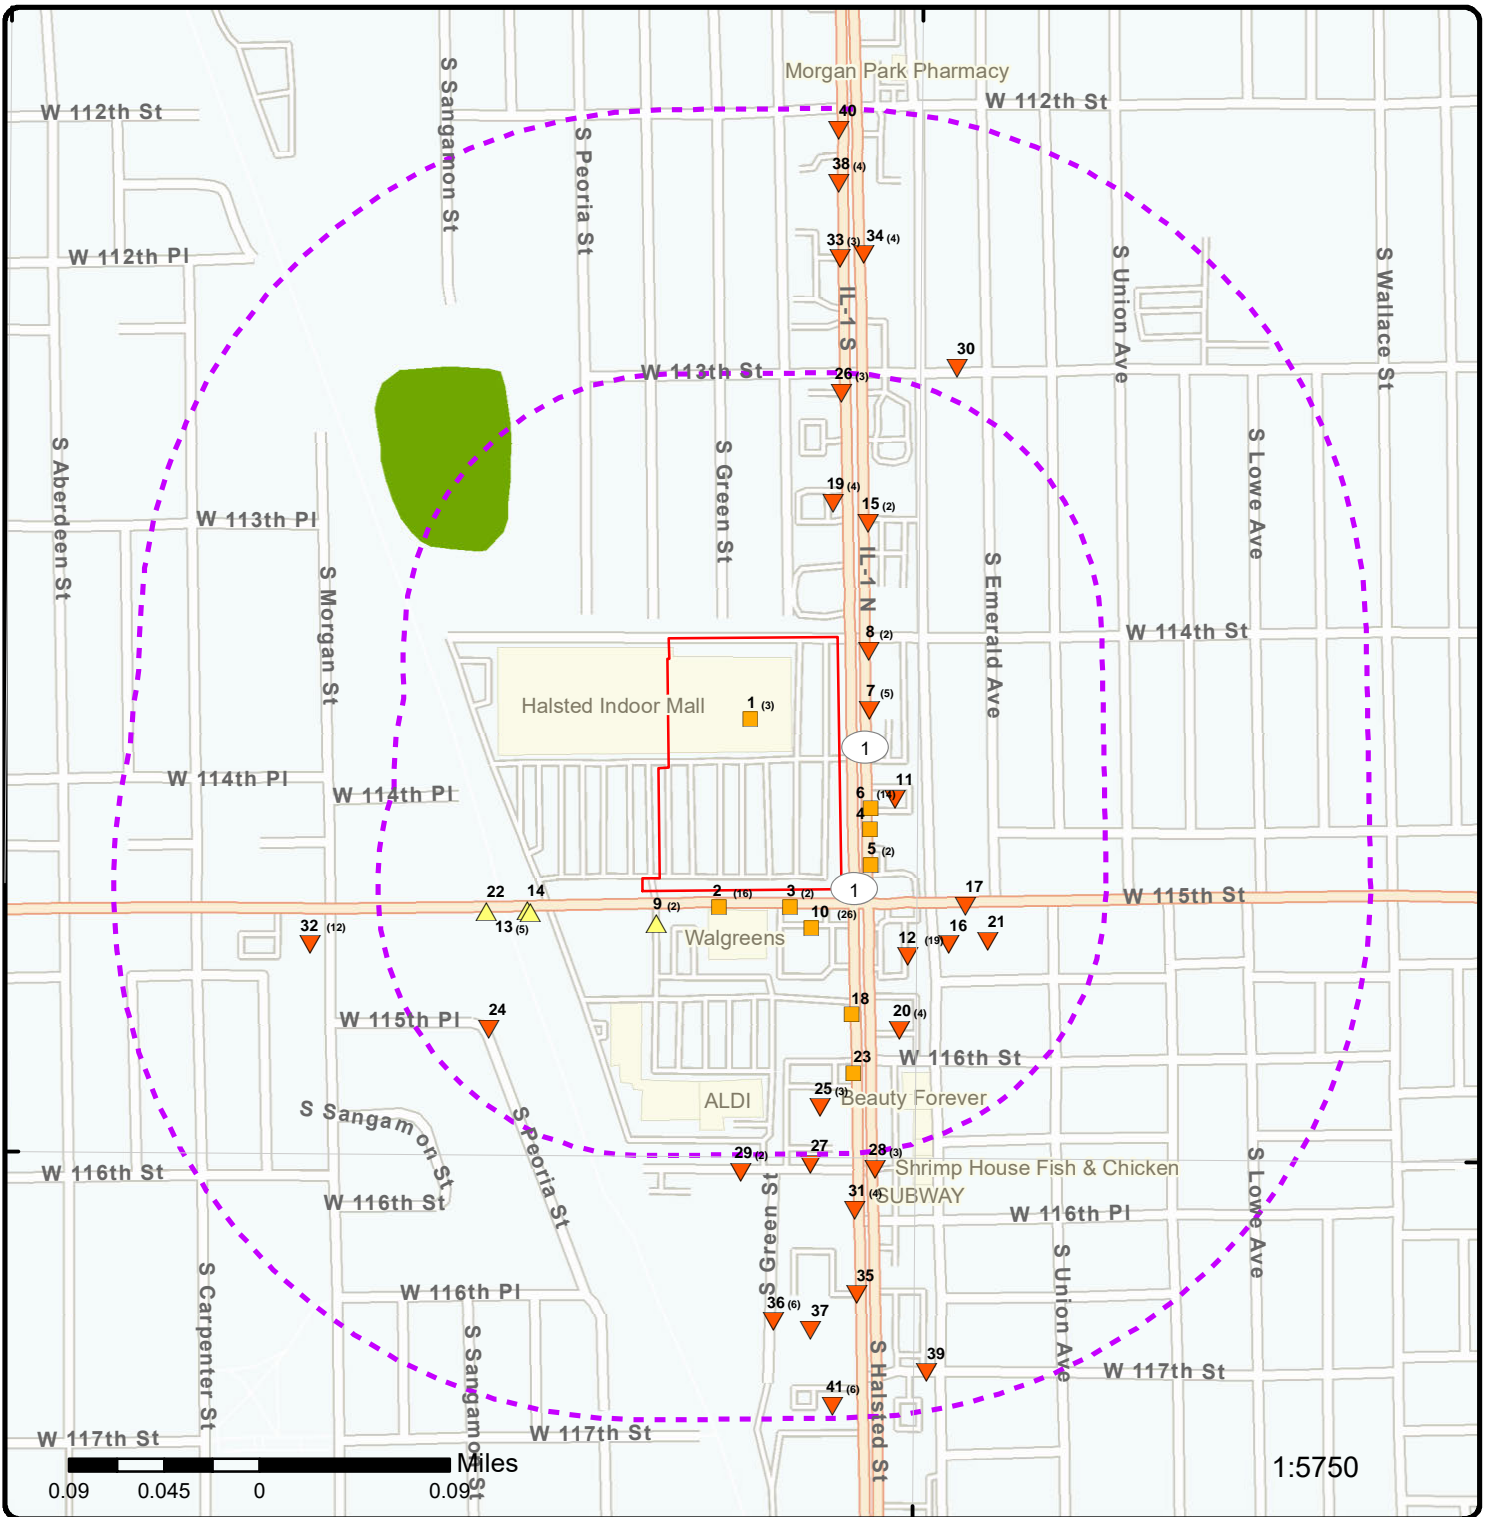 Morgan Park Pharmacy
W 112th St
W 112th St
40
S Sangamon St
S Peoria St
38 (4)
33 (3)
34 (4)
W 112th Pl
S Union Ave
S Wallace St
IL-1 S
30
W 113th St
26 (3)
S Aberdeen St
S Green St
S Lowe Ave
19 (4)
15 (2)
W 113th Pl
IL-1 N
S Morgan St
S Emerald Ave
8 (2)
W 114th St
Halsted Indoor Mall
1 (3)
7 (5)
1
W 114th Pl
W 114th Pl
11
6 (14)
4
5 (2)
1
22
14
2 (16)
3 (2)
17
W 115th St
9 (2)
13 (5)
10 (26)
32 (12)
Walgreens
12 (19)
16
21
18
24
W 115th Pl
20 (4)
23
W 116th St
25 (3)
Beauty Forever
ALDI
S Sangamon St
S Peoria St
27
28 (3)
29 (2)
Shrimp House Fish & Chicken
W 116th St
S Lowe Ave
31 (4)
SUBWAY
W 116th St
W 116th Pl
S Green St
S Union Ave
35
W 116th Pl
S Carpenter St
36 (6)
37
S Sangamon St
S Halsted St
39
W 117th St
41 (6)
W 117th St
W 117th St
Miles
0.09 0.045 0 0.09
1:5750